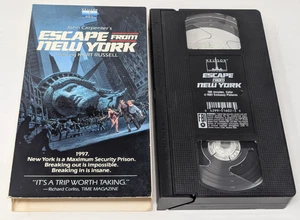 John Carpenter's
ESCAPE FROM
NEW YORK
KURT RUSSELL
1997.
New York is a Maximum Security Prison.
Breaking out is impossible.
Breaking in is insane.
"IT'S A TRIP WORTH TAKING."
—Richard Corliss, TIME MAGAZINE
ESCAPE
FROM
NEW YORK